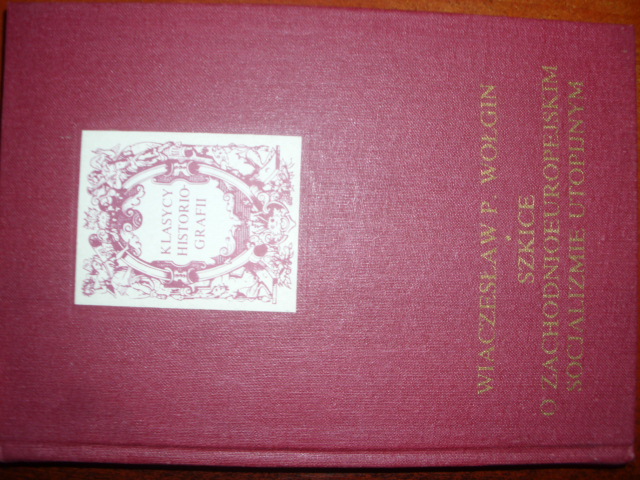 KLASYCY
HISTORIO-
GRAFII
WIACZESŁAW P. WOŁGIN
SZKICE
O ZACHODNIOEUROPEJSKIM
SOCJALIZMIE UTOPIJNYM